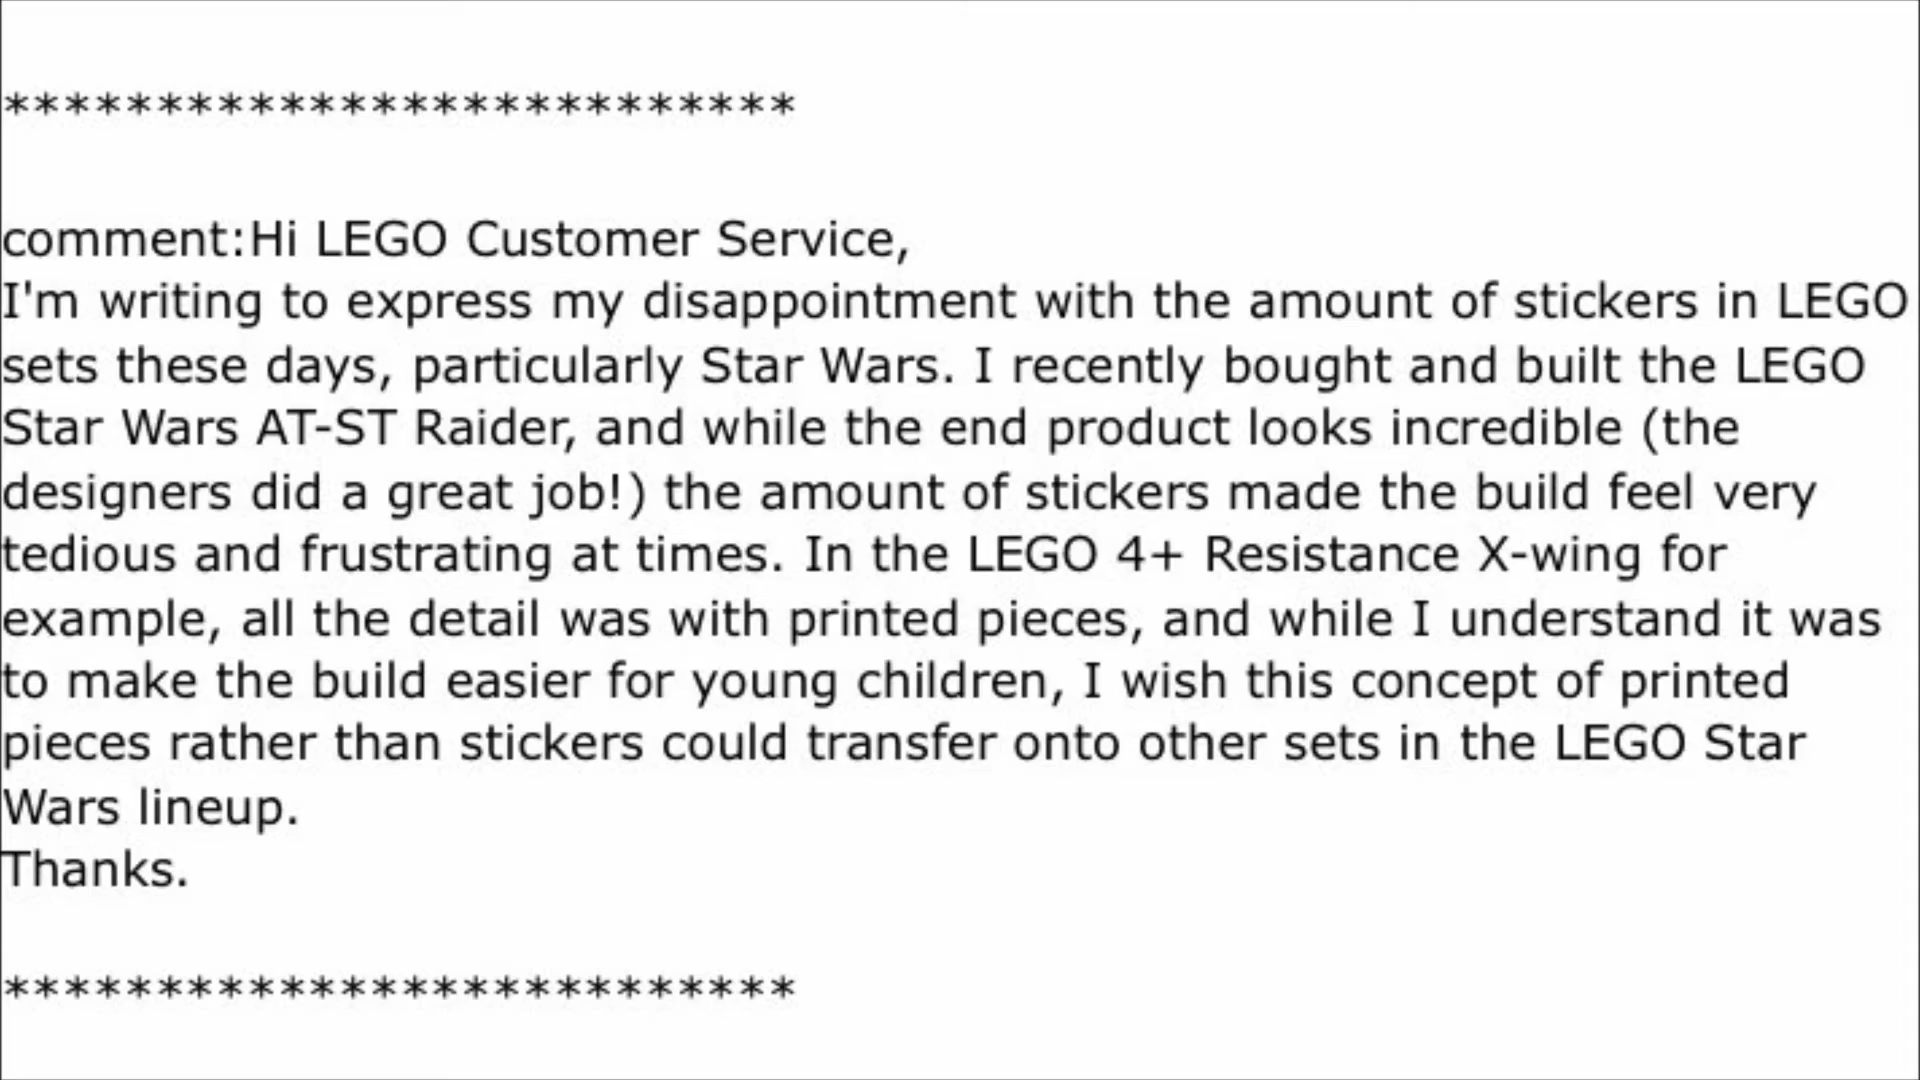 **************************
comment:Hi LEGO Customer Service,
I'm writing to express my disappointment with the amount of stickers in LEGO
sets these days, particularly Star Wars. I recently bought and built the LEGO
Star Wars AT-ST Raider, and while the end product looks incredible (the
designers did a great job!) the amount of stickers made the build feel very
tedious and frustrating at times. In the LEGO 4+ Resistance X-wing for
example, all the detail was with printed pieces, and while I understand it was
to make the build easier for young children, I wish this concept of printed
pieces rather than stickers could transfer onto other sets in the LEGO Star
Wars lineup.
Thanks.
**************************